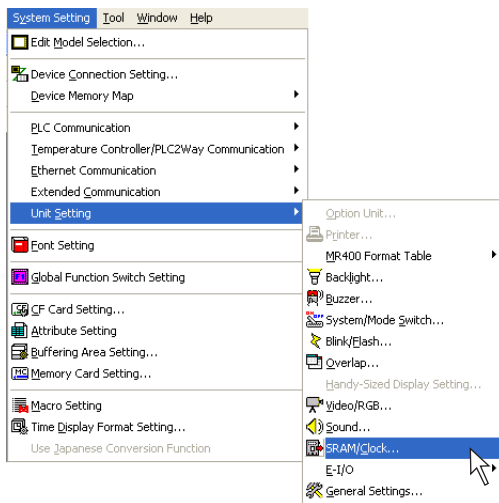 System Setting Tool Window Help
Edit Model Selection...
Device Connection Setting...
Device Memory Map
PLC Communication
Temperature Controller/PLC2Way Communication
Ethernet Communication
Extended Communication
Unit Setting
Font Setting
Global Function Switch Setting
CF Card Setting...
Attribute Setting
Buffering Area Setting...
Memory Card Setting...
Macro Setting
Time Display Format Setting...
Use Japanese Conversion Function
Option Unit...
Printer...
MR400 Format Table
Backlight...
Buzzer...
System/Mode Switch...
Blink/Flash...
Overlap...
Handy-Sized Display Setting...
Video/RGB...
Sound...
SRAM/Clock...
E-I/O
General Settings...